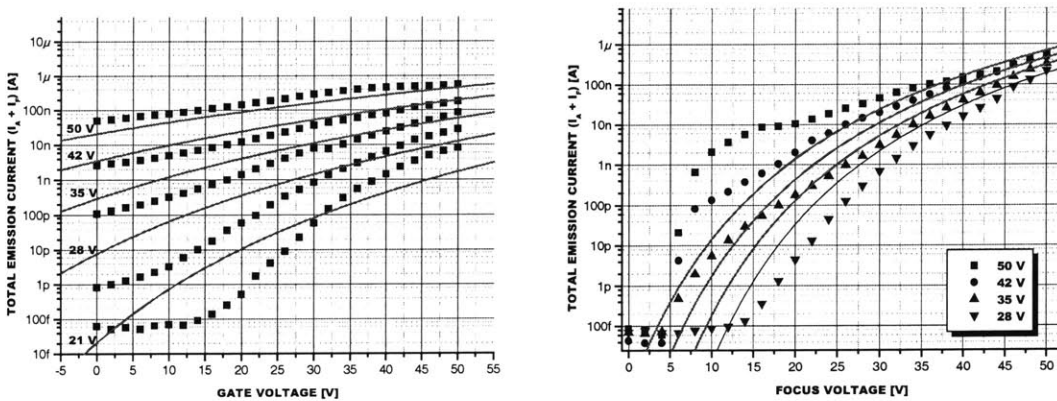 TOTAL EMISSION CURRENT (I_A + I_P) [A]
10µ
1µ
100n
10n
1n
100p
10p
1p
100f
10f
50 V
42 V
35 V
28 V
21 V
-5 0 5 10 15 20 25 30 35 40 45 50 55
GATE VOLTAGE [V]
TOTAL EMISSION CURRENT (I_A + I_P) [A]
1µ
100n
10n
1n
100p
10p
1p
100f
50 V
42 V
35 V
28 V
0 5 10 15 20 25 30 35 40 45 50
FOCUS VOLTAGE [V]